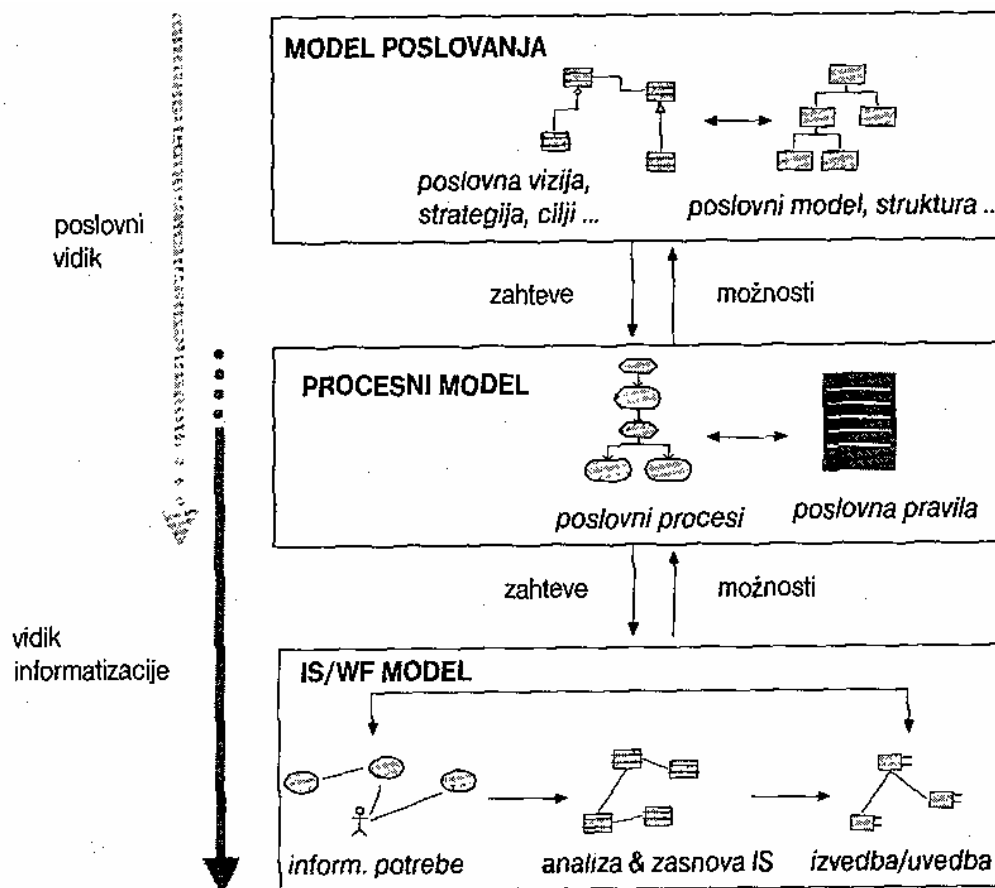 MODEL POSLOVANJA
poslovna vizija,
strategija, cilji ...
poslovni model, struktura ...
poslovni
vidik
zahteve
možnosti
PROCESNI MODEL
poslovni procesi
poslovna pravila
zahteve
možnosti
vidik
informatizacije
IS/WF MODEL
inform. potrebe
analiza & zasnova IS
izvedba/uvedba